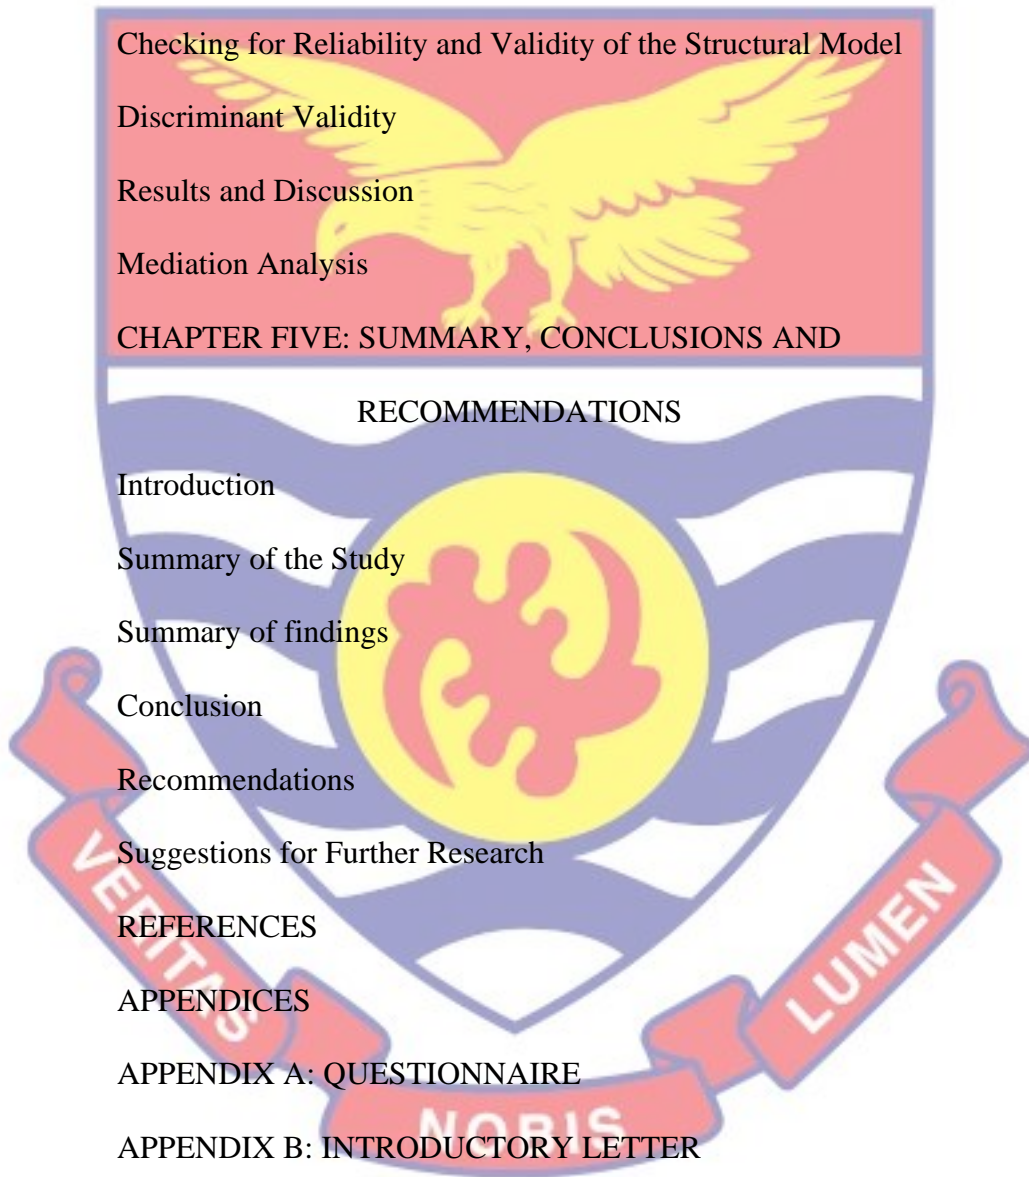 Checking for Reliability and Validity of the Structural Model
Discriminant Validity
Results and Discussion
Mediation Analysis
CHAPTER FIVE: SUMMARY, CONCLUSIONS AND
RECOMMENDATIONS
Introduction
Summary of the Study
Summary of findings
Conclusion
Recommendations
Suggestions for Further Research
REFERENCES
APPENDICES
APPENDIX A: QUESTIONNAIRE
APPENDIX B: INTRODUCTORY LETTER
VERITAS
NOBIS
LUMEN